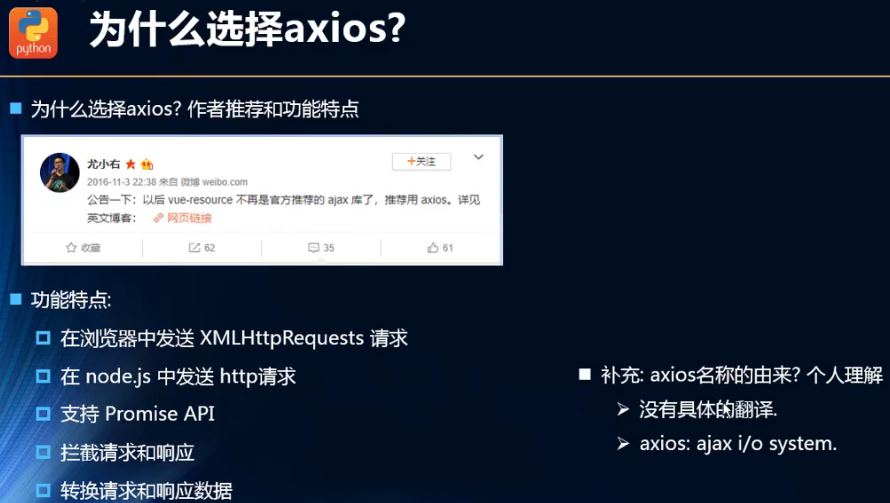 python
为什么选择axios?
为什么选择axios? 作者推荐和功能特点
尤小右
+关注
2016-11-3 22:38 来自 微博 weibo.com
公告一下：以后 vue-resource 不再是官方推荐的 ajax 库了，推荐用 axios。详见
英文博客： 网页链接
收藏 62 35 61
功能特点:
在浏览器中发送 XMLHttpRequests 请求
在 node.js 中发送 http请求
支持 Promise API
拦截请求和响应
转换请求和响应数据
补充: axios名称的由来? 个人理解
没有具体的翻译.
axios: ajax i/o system.